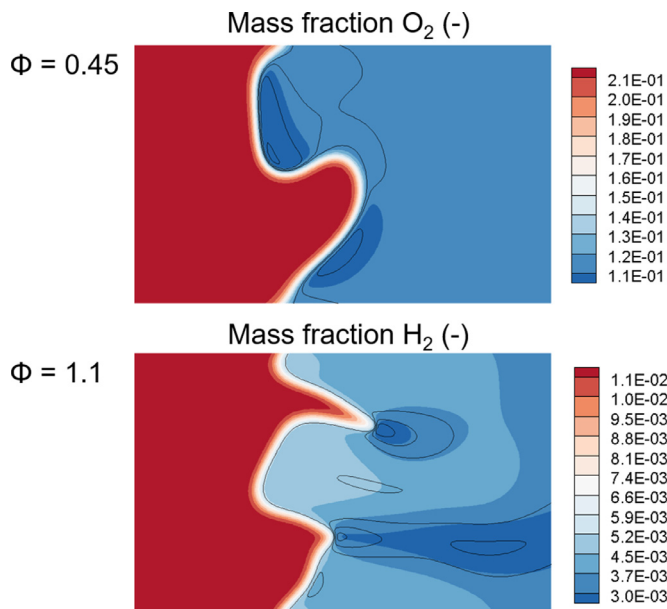 Mass fraction O₂ (-)
Φ = 0.45
2.1E-01
2.0E-01
1.9E-01
1.8E-01
1.7E-01
1.6E-01
1.5E-01
1.4E-01
1.3E-01
1.2E-01
1.1E-01
Mass fraction H₂ (-)
Φ = 1.1
1.1E-02
1.0E-02
9.5E-03
8.8E-03
8.1E-03
7.4E-03
6.6E-03
5.9E-03
5.2E-03
4.5E-03
3.7E-03
3.0E-03